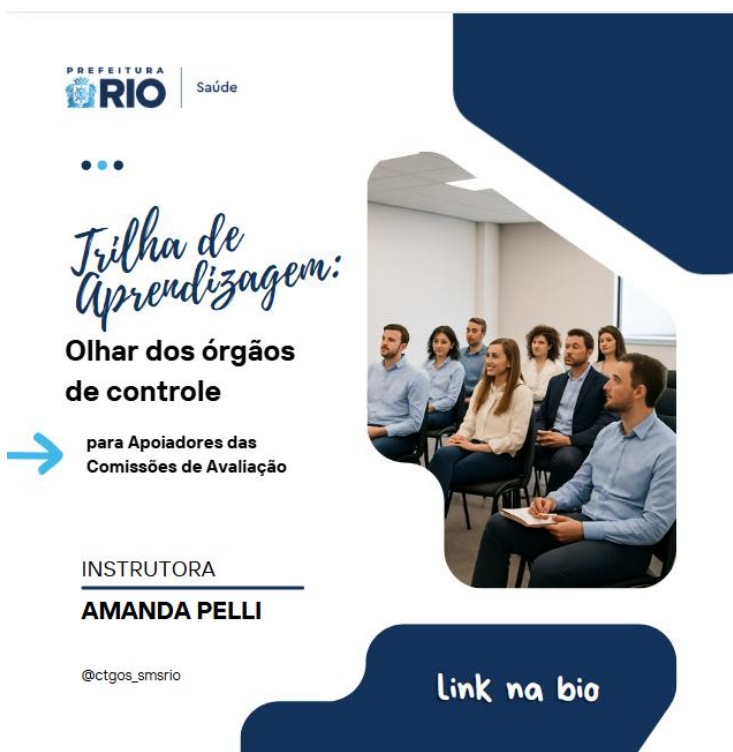 PREFEITURA
RIO
Saúde
Trilha de
Aprendizagem:
Olhar dos órgãos
de controle
para Apoiadores das
Comissões de Avaliação
INSTRUTORA
AMANDA PELLI
@ctgos_smsrio
link na bio